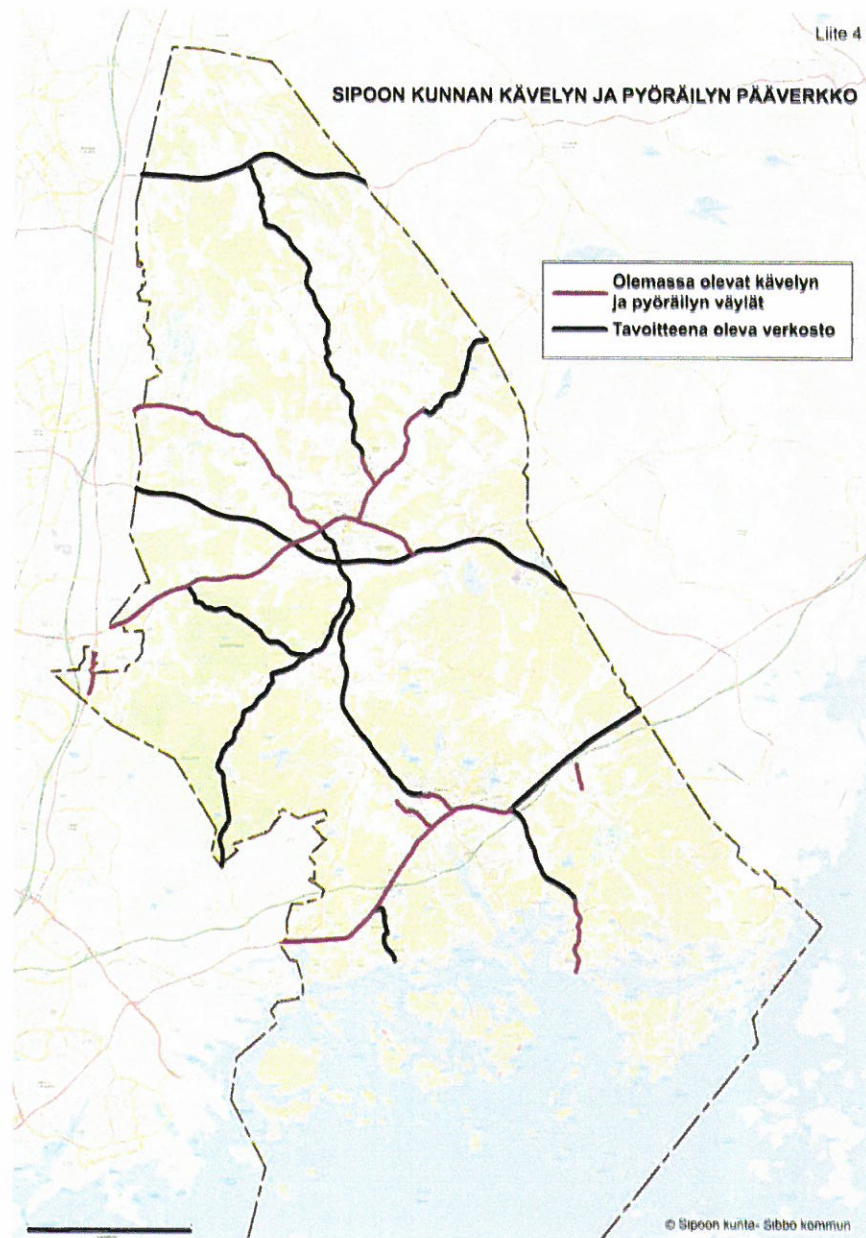 Liite 4
SIPOON KUNNAN KÄVELYN JA PYÖRÄILYN PÄÄVERKKO
Olemassa olevat kävelyn
ja pyöräilyn väylät
Tavoitteena oleva verkosto
© Sipoon kunta- Sibbo kommun